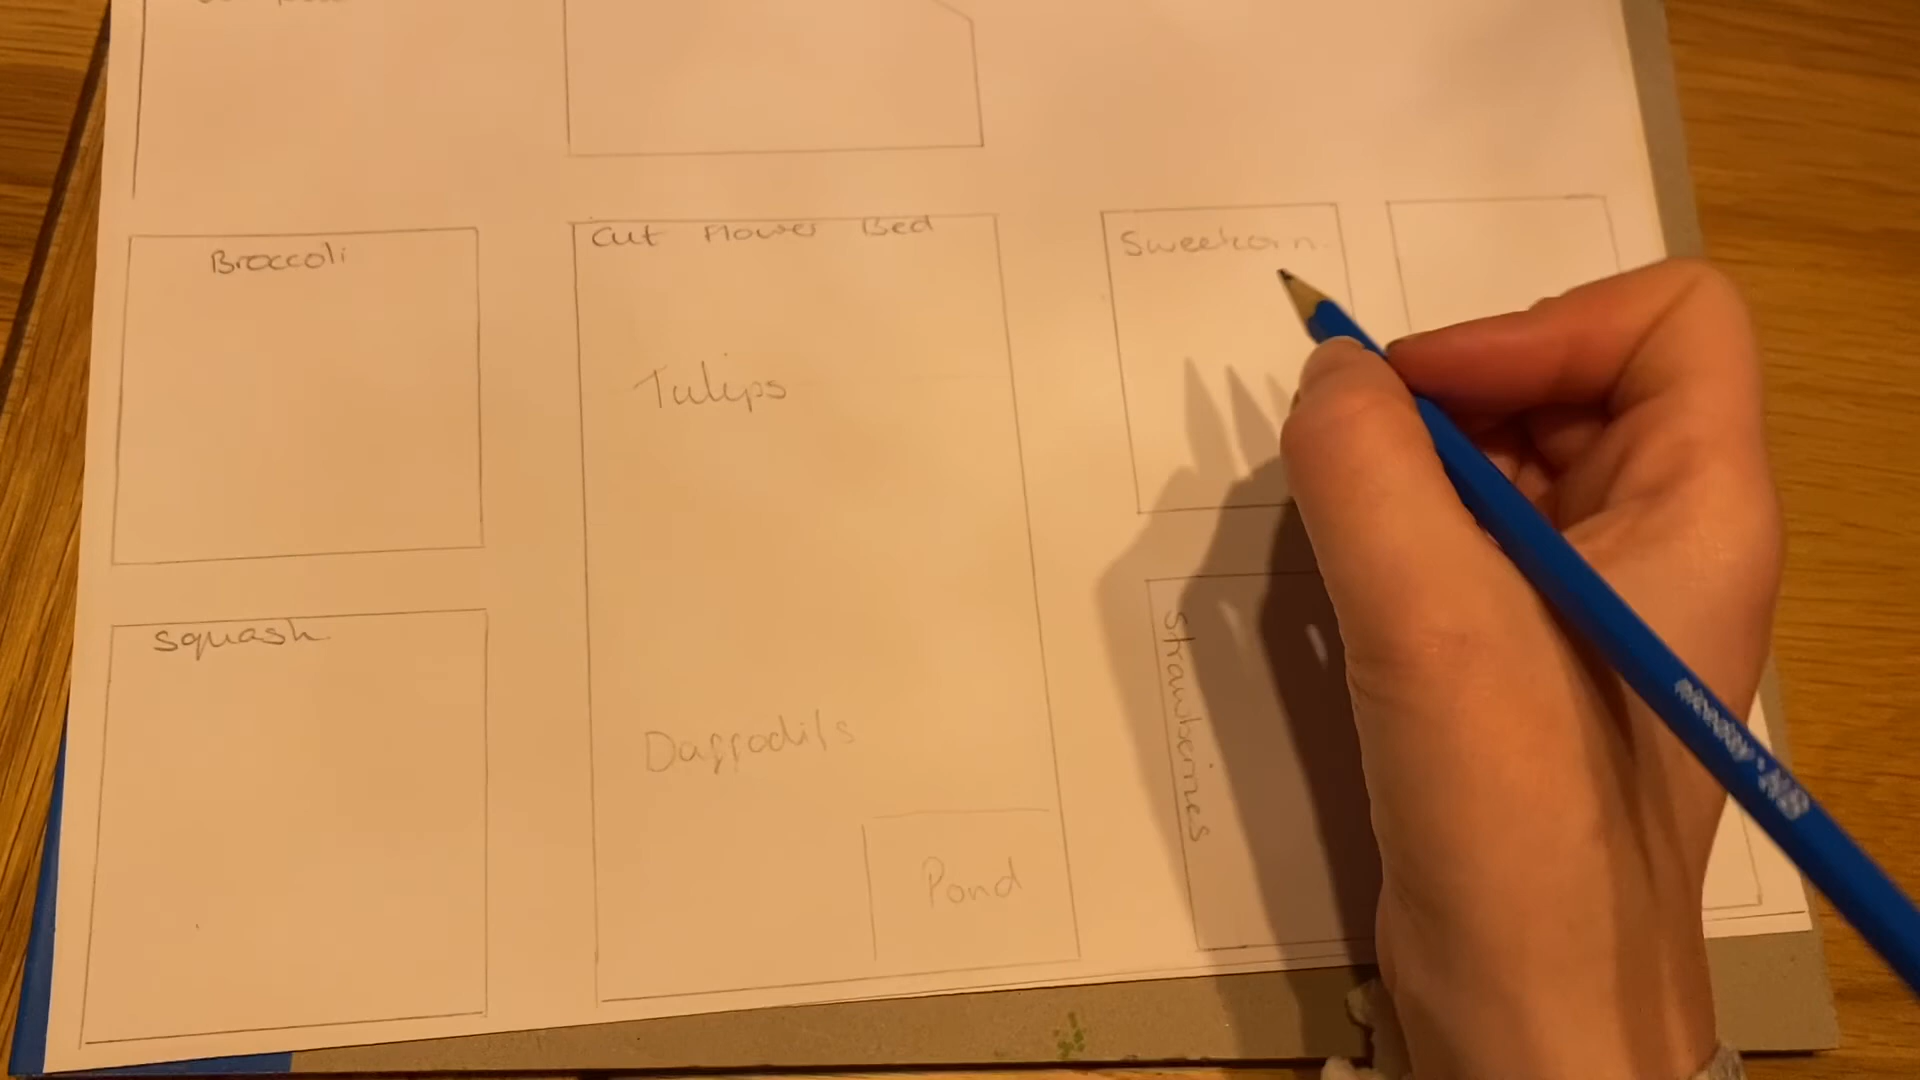 Broccoli
Cut Flower Bed
Sweetcorn
Tulips
Squash
Strawberries
Daffodils
Pond